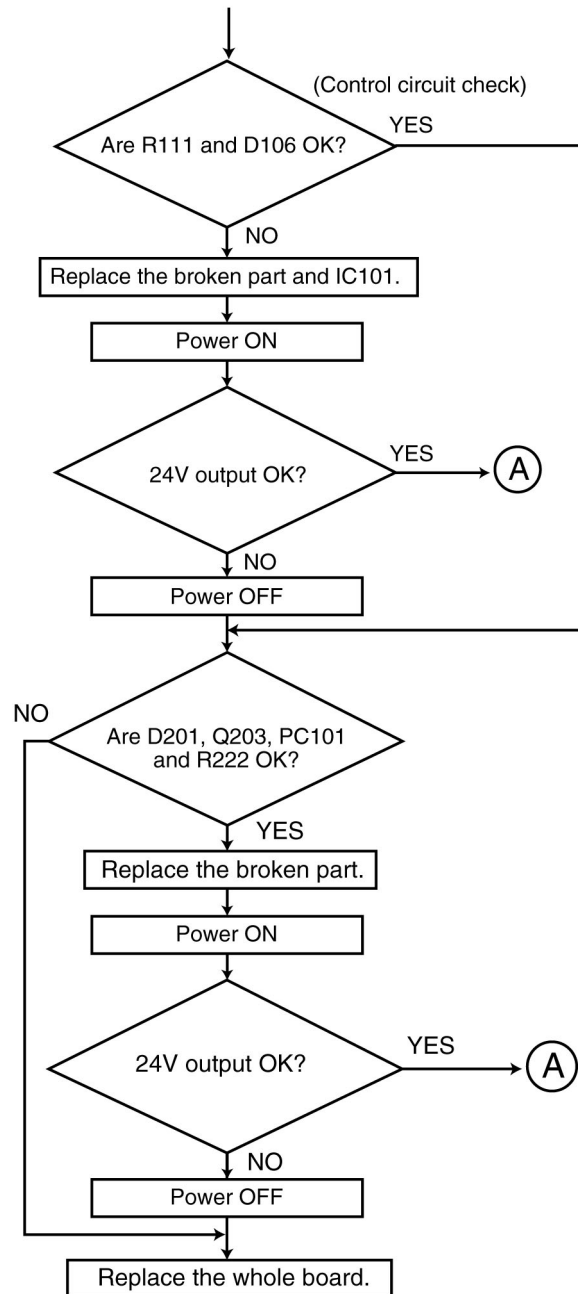 (Control circuit check)
Are R111 and D106 OK?
YES
NO
Replace the broken part and IC101.
Power ON
24V output OK?
YES
A
NO
Power OFF
NO
Are D201, Q203, PC101
and R222 OK?
YES
Replace the broken part.
Power ON
24V output OK?
YES
A
NO
Power OFF
Replace the whole board.